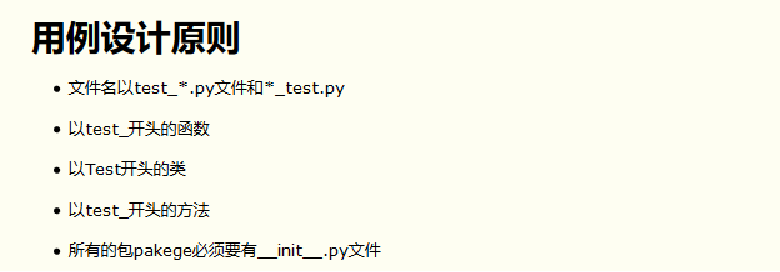 用例设计原则
• 文件名以test_*.py文件和*_test.py
• 以test_开头的函数
• 以Test开头的类
• 以test_开头的方法
• 所有的包pakege必须要有__init__.py文件